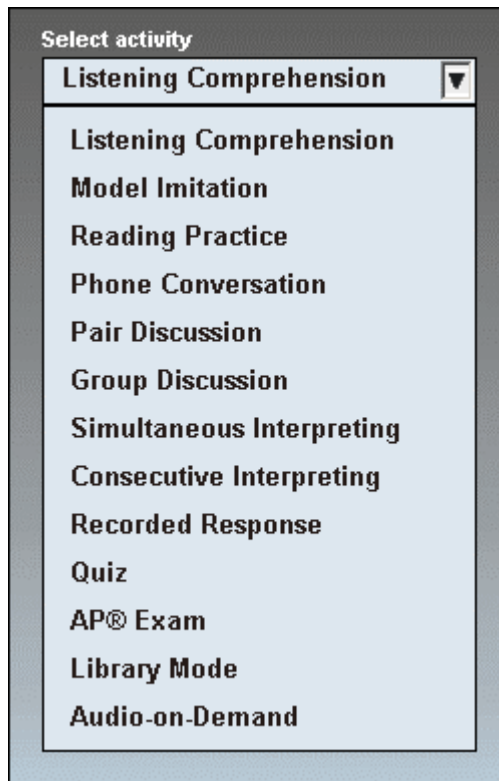 Select activity
Listening Comprehension
Listening Comprehension
Model Imitation
Reading Practice
Phone Conversation
Pair Discussion
Group Discussion
Simultaneous Interpreting
Consecutive Interpreting
Recorded Response
Quiz
AP® Exam
Library Mode
Audio-on-Demand